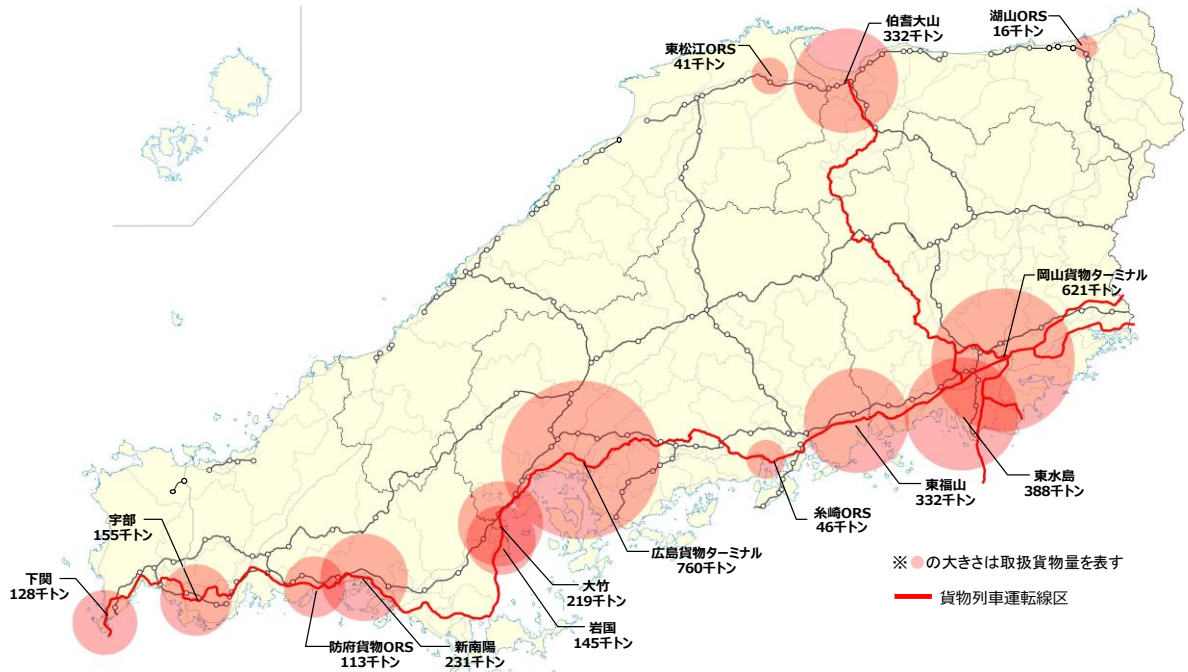 伯耆大山
332千トン
湖山ORS
16千トン
東松江ORS
41千トン
岡山貨物ターミナル
621千トン
東水島
388千トン
東福山
332千トン
糸崎ORS
46千トン
広島貨物ターミナル
760千トン
大竹
219千トン
岩国
145千トン
新南陽
231千トン
防府貨物ORS
113千トン
宇部
155千トン
下関
128千トン
※ の大きさは取扱貨物量を表す
貨物列車運転線区